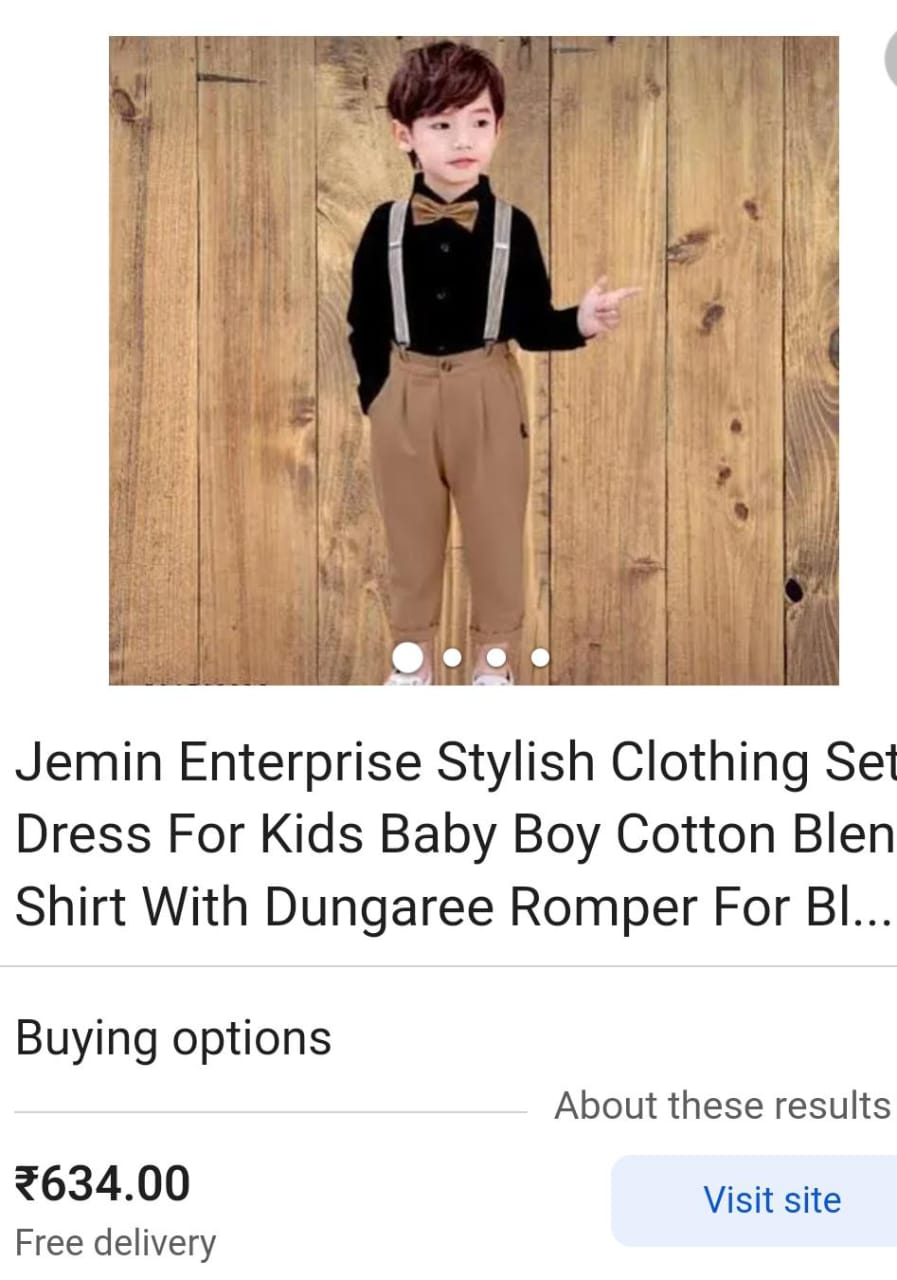 Jemin Enterprise Stylish Clothing Set
Dress For Kids Baby Boy Cotton Blen
Shirt With Dungaree Romper For Bl...
Buying options
About these results
₹634.00
Visit site
Free delivery